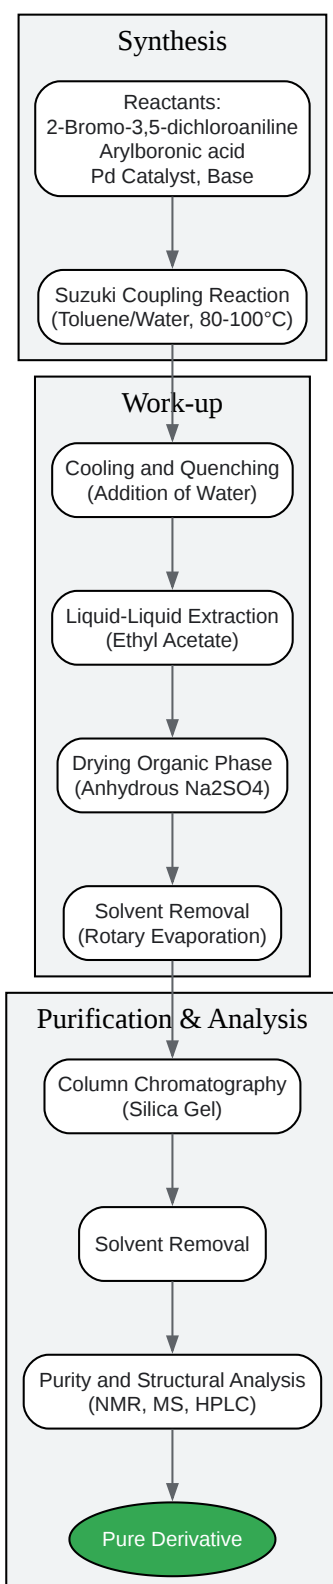 Synthesis
Reactants:
2-Bromo-3,5-dichloroaniline
Arylboronic acid
Pd Catalyst, Base
Suzuki Coupling Reaction
(Toluene/Water, 80-100°C)
Work-up
Cooling and Quenching
(Addition of Water)
Liquid-Liquid Extraction
(Ethyl Acetate)
Drying Organic Phase
(Anhydrous Na2SO4)
Solvent Removal
(Rotary Evaporation)
Purification & Analysis
Column Chromatography
(Silica Gel)
Solvent Removal
Purity and Structural Analysis
(NMR, MS, HPLC)
Pure Derivative